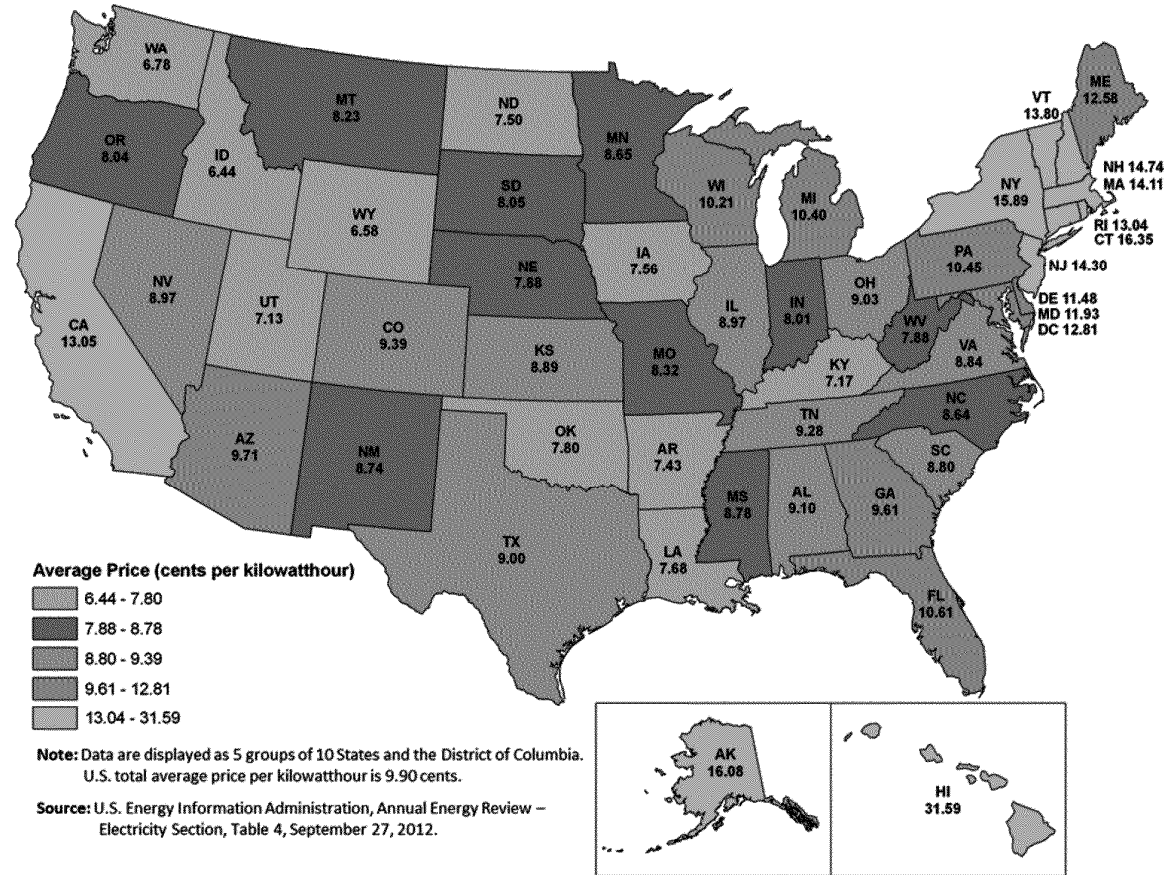 WA
6.78
MT
8.23
ND
7.50
MN
8.65
VT
13.80
ME
12.58
OR
8.04
ID
6.44
SD
8.05
WI
10.21
MI
10.40
NY
15.89
NH 14.74
MA 14.11
RI 13.04
CT 16.35
WY
6.58
IA
7.56
NE
7.88
PA
10.45
NJ 14.30
NV
8.97
UT
7.13
CO
9.39
IL
8.97
IN
8.01
OH
9.03
WV
7.88
DE 11.48
MD 11.93
DC 12.81
CA
13.05
KS
8.89
MO
8.32
KY
7.17
VA
8.84
AZ
9.71
NM
8.74
OK
7.80
AR
7.43
TN
9.28
NC
8.64
SC
8.80
MS
8.78
AL
9.10
GA
9.61
TX
9.00
LA
7.68
FL
10.61
Average Price (cents per kilowatthour)
6.44 - 7.80
7.88 - 8.78
8.80 - 9.39
9.61 - 12.81
13.04 - 31.59
Note: Data are displayed as 5 groups of 10 States and the District of Columbia.
U.S. total average price per kilowatthour is 9.90 cents.
Source: U.S. Energy Information Administration, Annual Energy Review –
Electricity Section, Table 4, September 27, 2012.
AK
16.08
HI
31.59